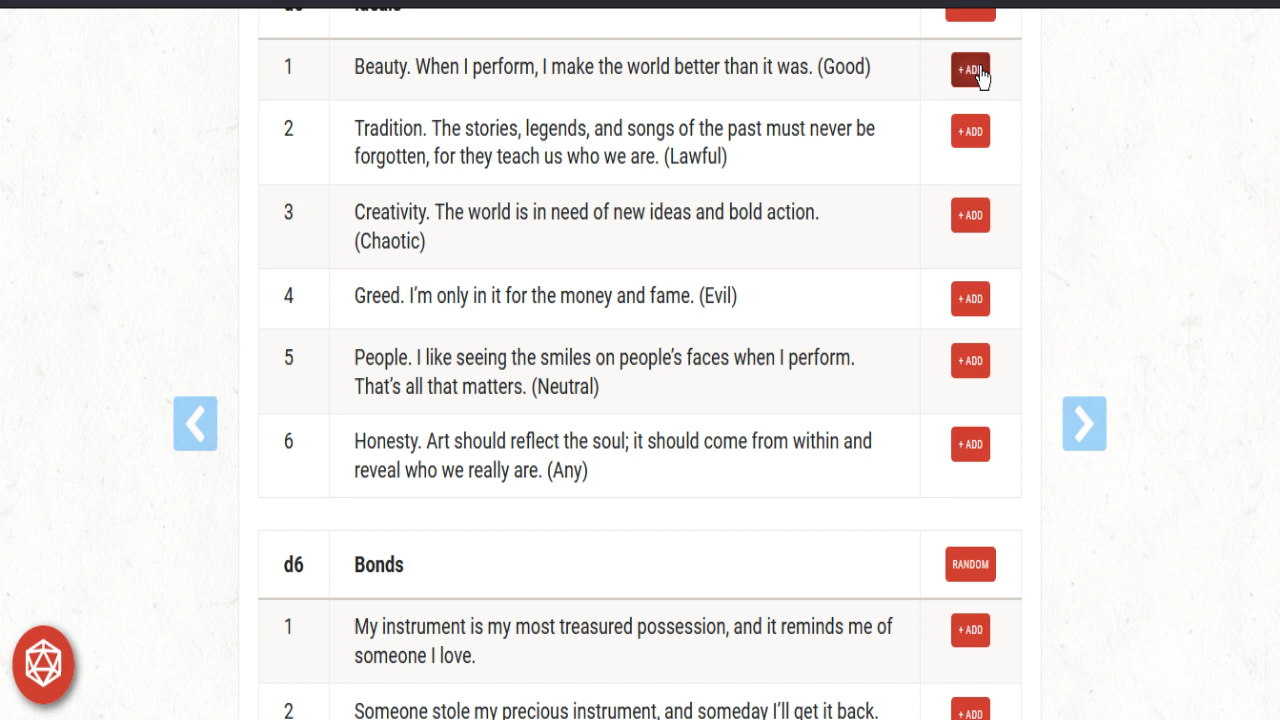 1 Beauty. When I perform, I make the world better than it was. (Good) + ADD
2 Tradition. The stories, legends, and songs of the past must never be + ADD
forgotten, for they teach us who we are. (Lawful)
3 Creativity. The world is in need of new ideas and bold action. + ADD
(Chaotic)
4 Greed. I’m only in it for the money and fame. (Evil) + ADD
5 People. I like seeing the smiles on people’s faces when I perform. + ADD
That’s all that matters. (Neutral)
6 Honesty. Art should reflect the soul; it should come from within and + ADD
reveal who we really are. (Any)
d6 Bonds RANDOM
1 My instrument is my most treasured possession, and it reminds me of + ADD
someone I love.
2 Someone stole my precious instrument, and someday I’ll get it back. + ADD